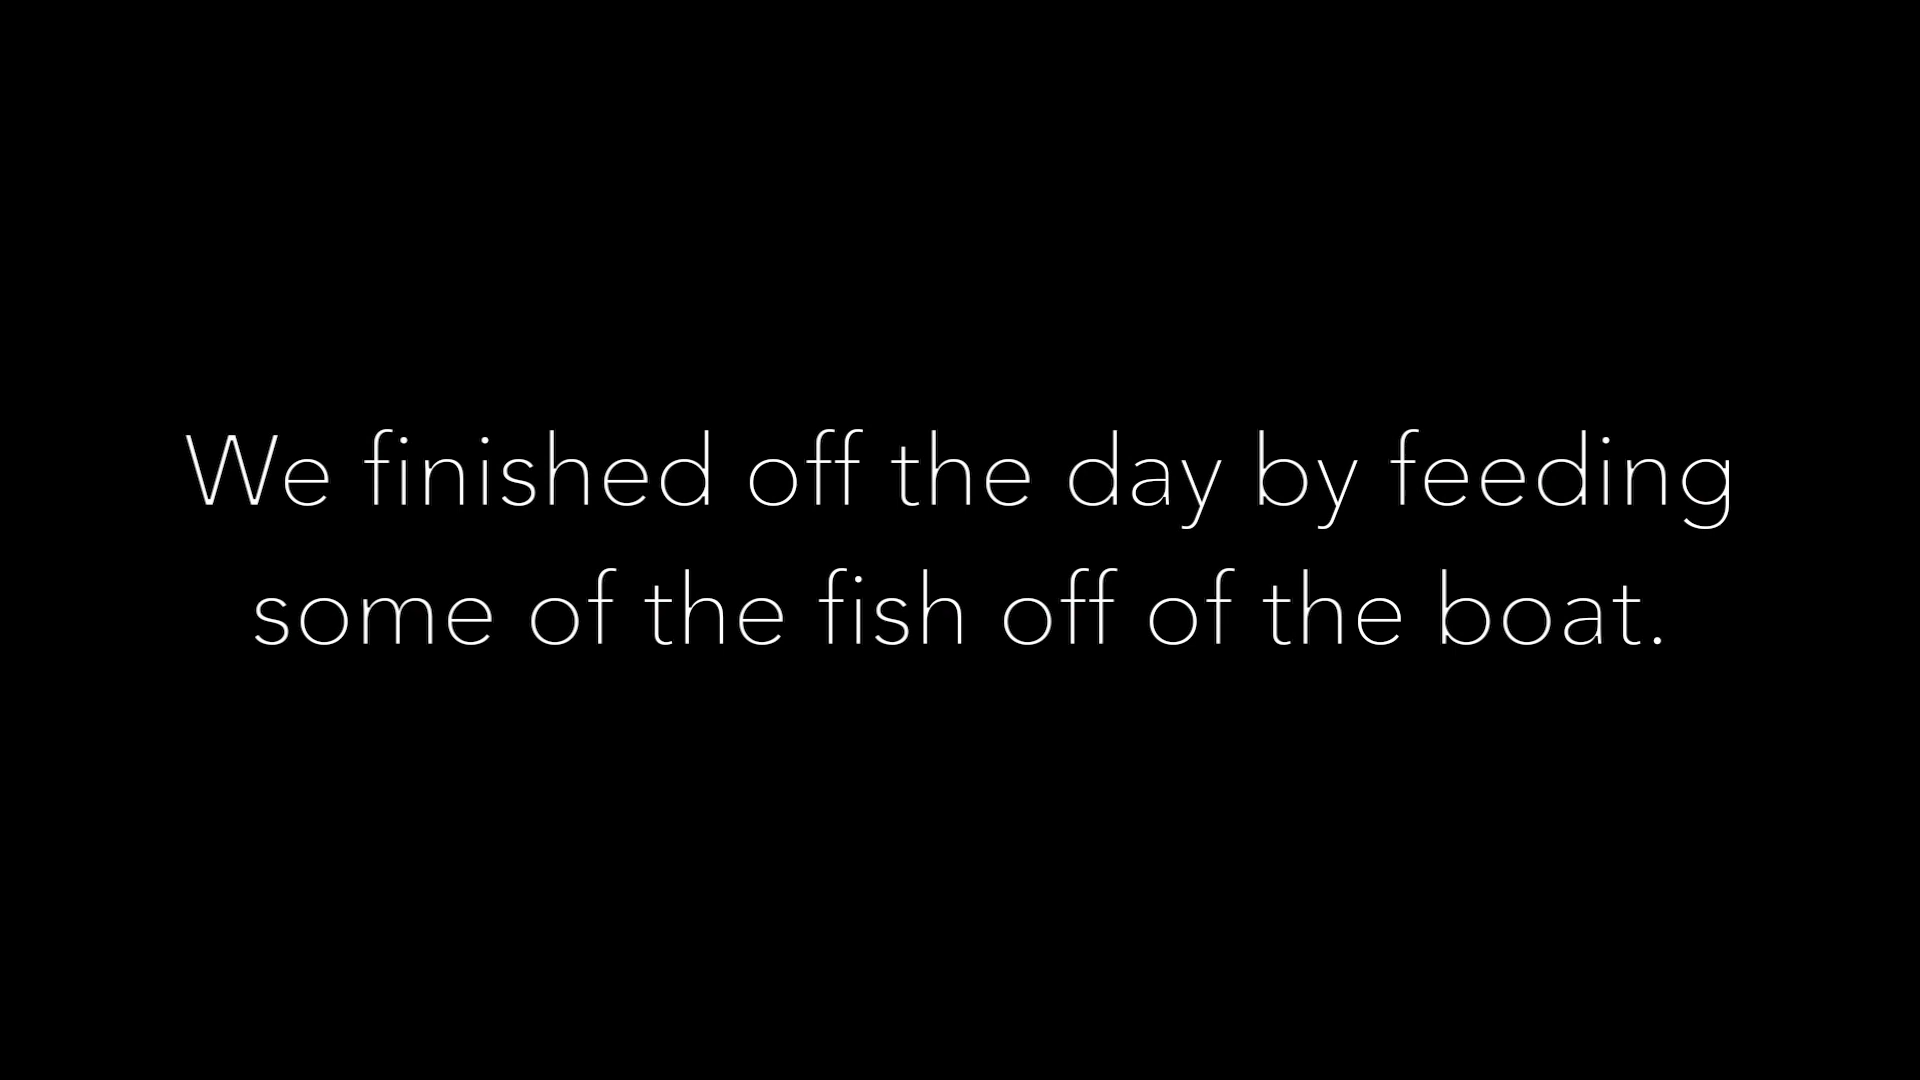 We finished off the day by feeding
some of the fish off of the boat.